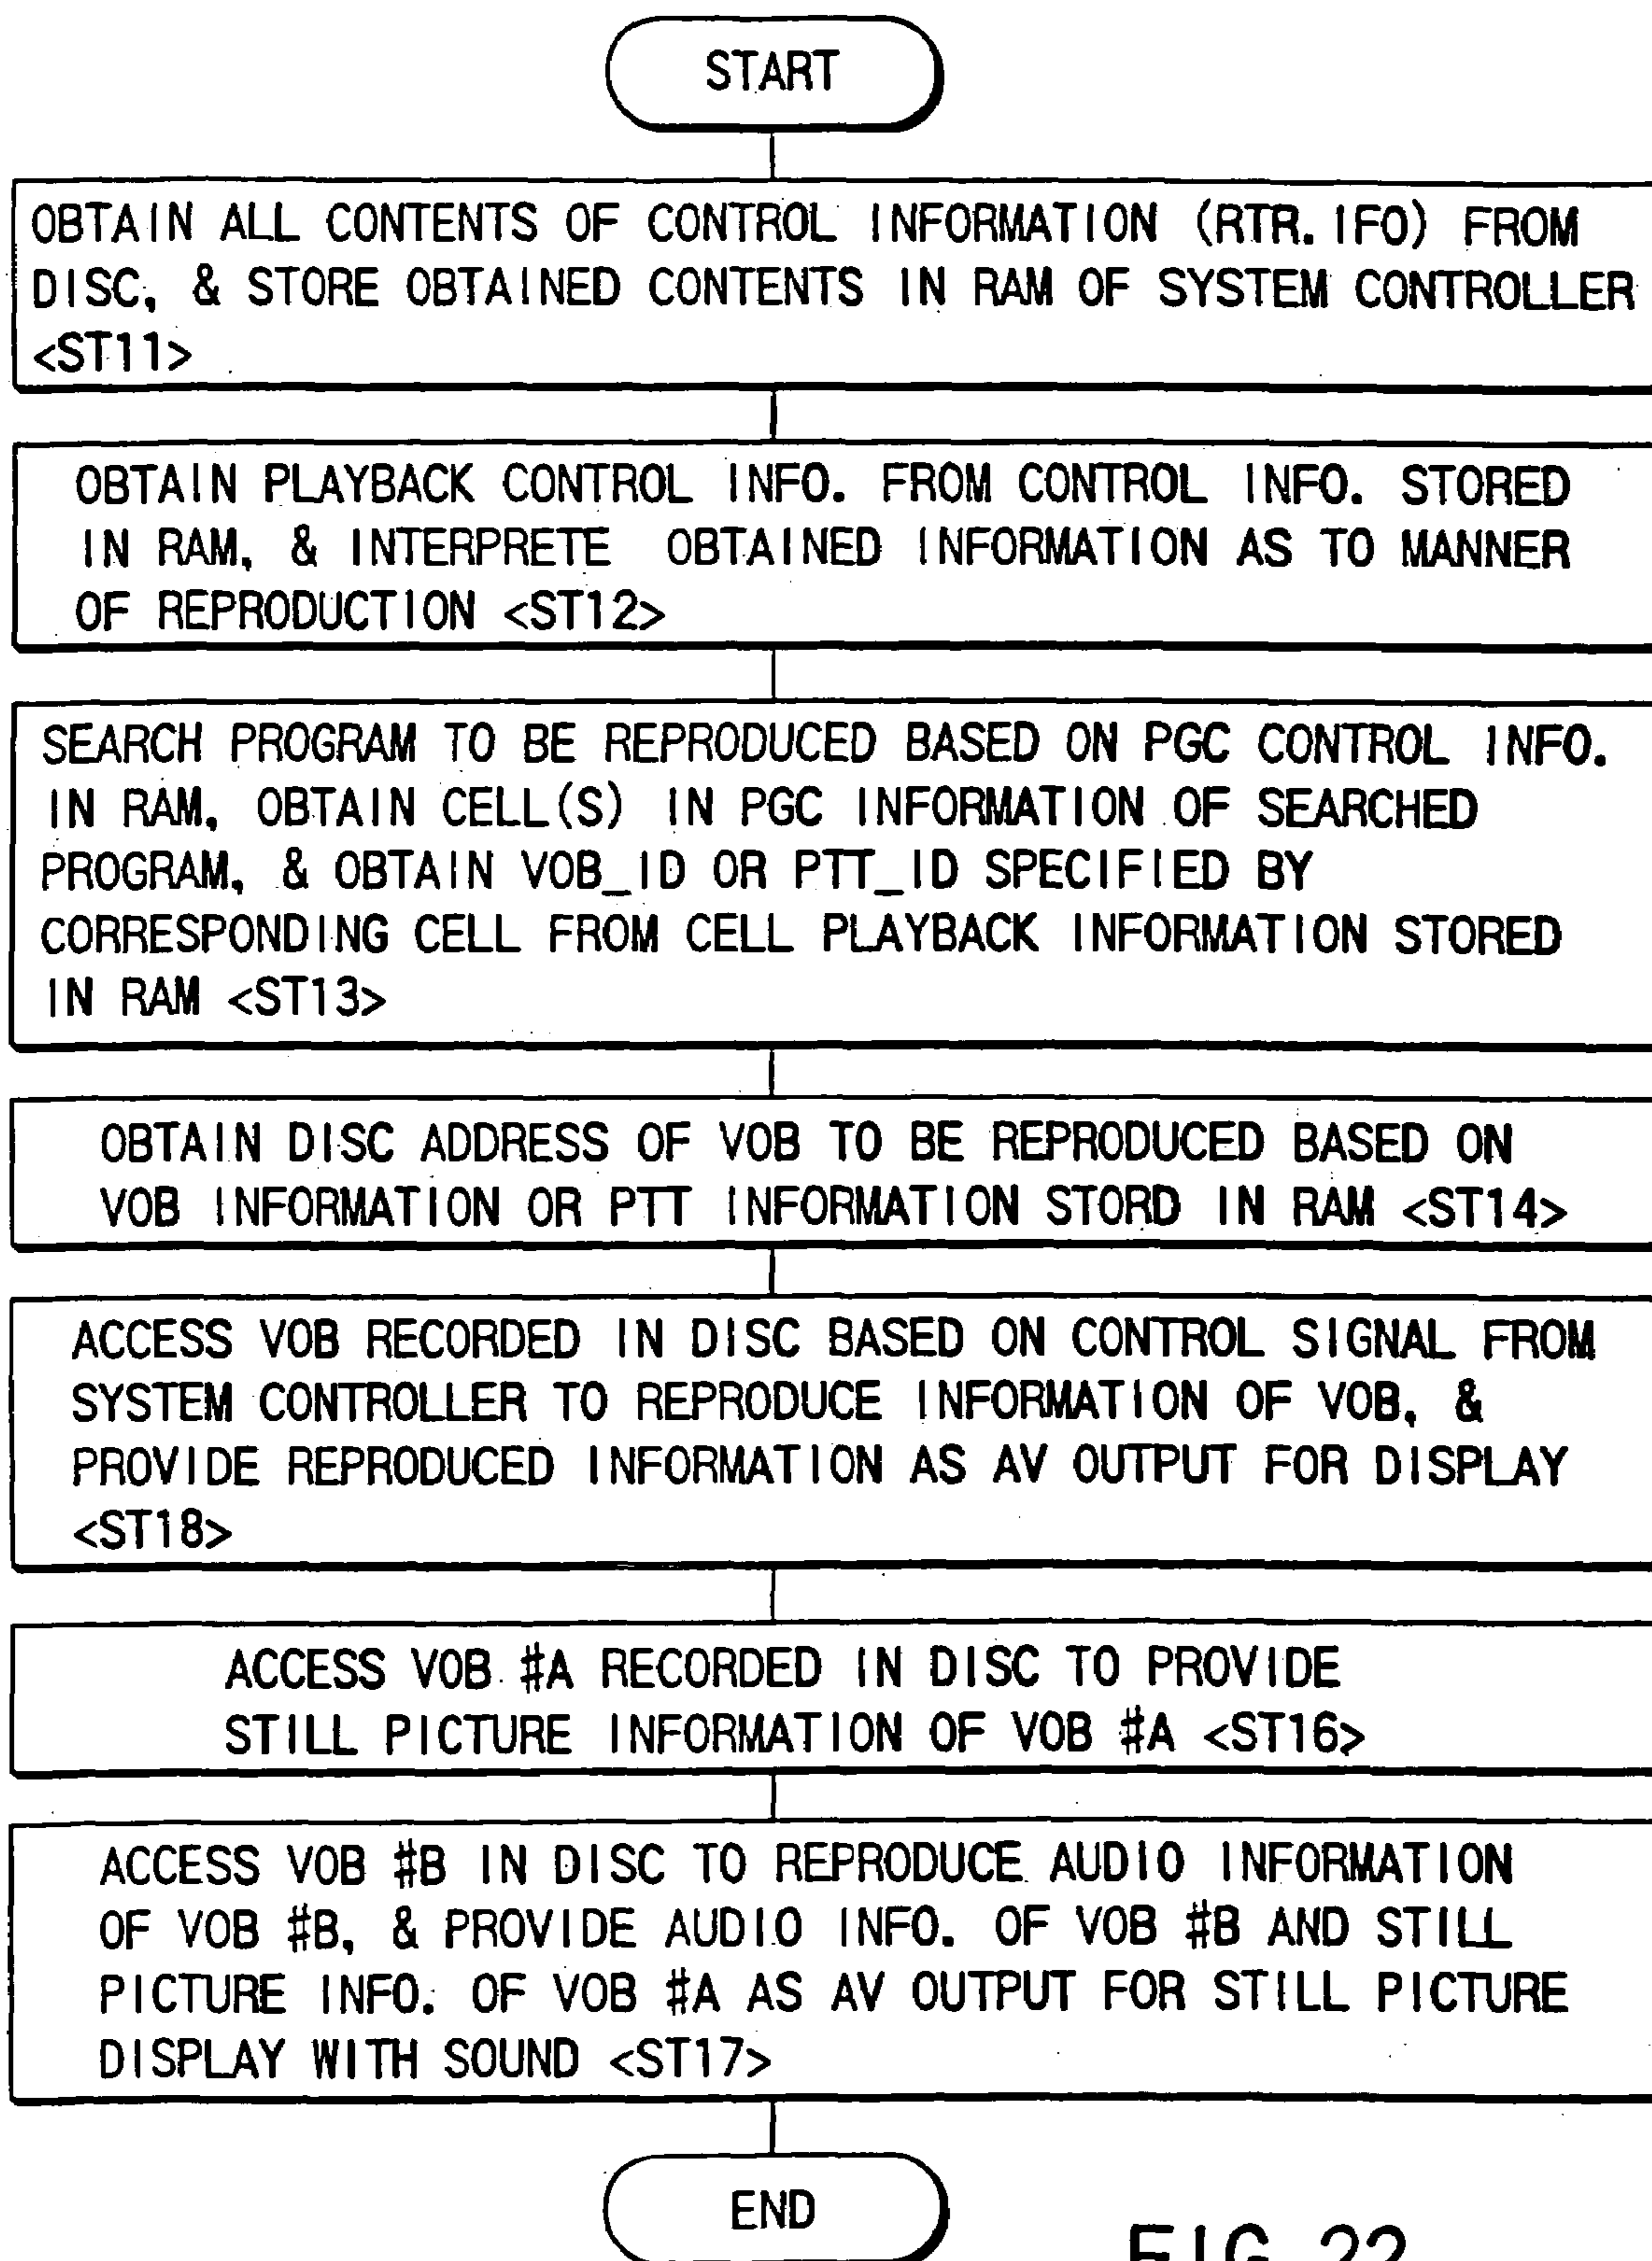 START
OBTAIN ALL CONTENTS OF CONTROL INFORMATION (RTR.IFO) FROM
DISC, & STORE OBTAINED CONTENTS IN RAM OF SYSTEM CONTROLLER
<ST11>
OBTAIN PLAYBACK CONTROL INFO. FROM CONTROL INFO. STORED
IN RAM, & INTERPRETE OBTAINED INFORMATION AS TO MANNER
OF REPRODUCTION <ST12>
SEARCH PROGRAM TO BE REPRODUCED BASED ON PGC CONTROL INFO.
IN RAM, OBTAIN CELL(S) IN PGC INFORMATION OF SEARCHED
PROGRAM, & OBTAIN VOB_ID OR PTT_ID SPECIFIED BY
CORRESPONDING CELL FROM CELL PLAYBACK INFORMATION STORED
IN RAM <ST13>
OBTAIN DISC ADDRESS OF VOB TO BE REPRODUCED BASED ON
VOB INFORMATION OR PTT INFORMATION STORD IN RAM <ST14>
ACCESS VOB RECORDED IN DISC BASED ON CONTROL SIGNAL FROM
SYSTEM CONTROLLER TO REPRODUCE INFORMATION OF VOB, &
PROVIDE REPRODUCED INFORMATION AS AV OUTPUT FOR DISPLAY
<ST18>
ACCESS VOB #A RECORDED IN DISC TO PROVIDE
STILL PICTURE INFORMATION OF VOB #A <ST16>
ACCESS VOB #B IN DISC TO REPRODUCE AUDIO INFORMATION
OF VOB #B, & PROVIDE AUDIO INFO. OF VOB #B AND STILL
PICTURE INFO. OF VOB #A AS AV OUTPUT FOR STILL PICTURE
DISPLAY WITH SOUND <ST17>
END
FIG. 22